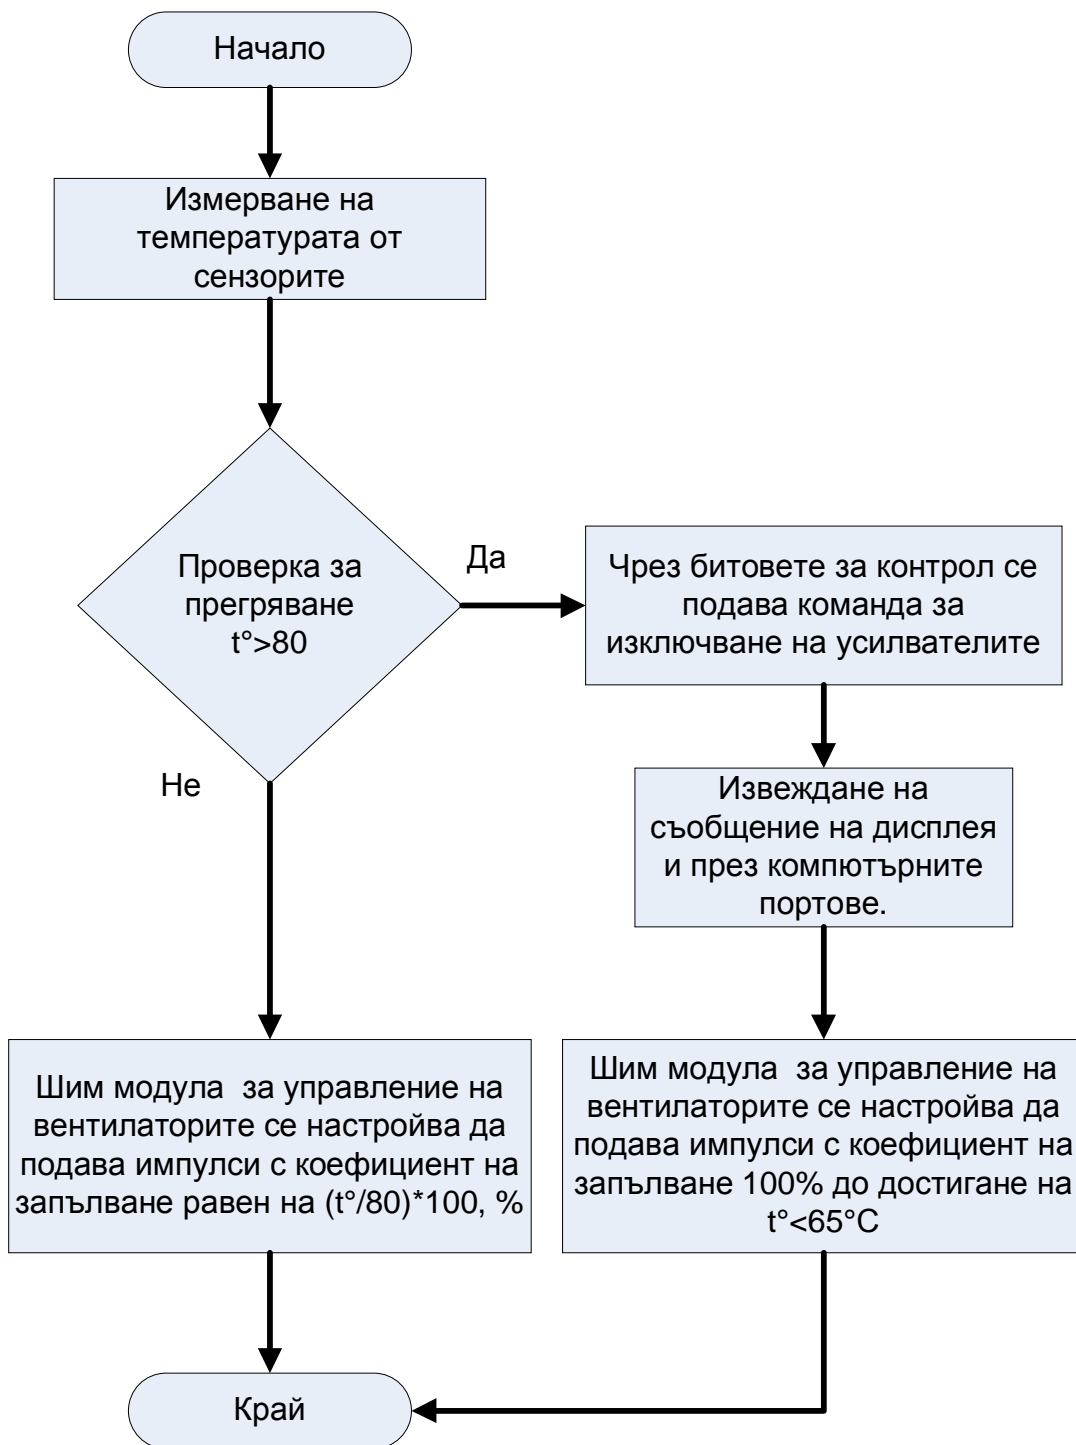 Начало
Измерване на
температурата от
сензорите
Проверка за
прегряване
t°>80
Да
Чрез битовете за контрол се
подава команда за
изключване на усилвателите
Извеждане на
съобщение на дисплея
и през компютърните
портове.
Не
Шим модула за управление на
вентилаторите се настройва да
подава импулси с коефициент на
запълване равен на (t°/80)*100, %
Шим модула за управление на
вентилаторите се настройва да
подава импулси с коефициент на
запълване 100% до достигане на
t°<65°C
Край